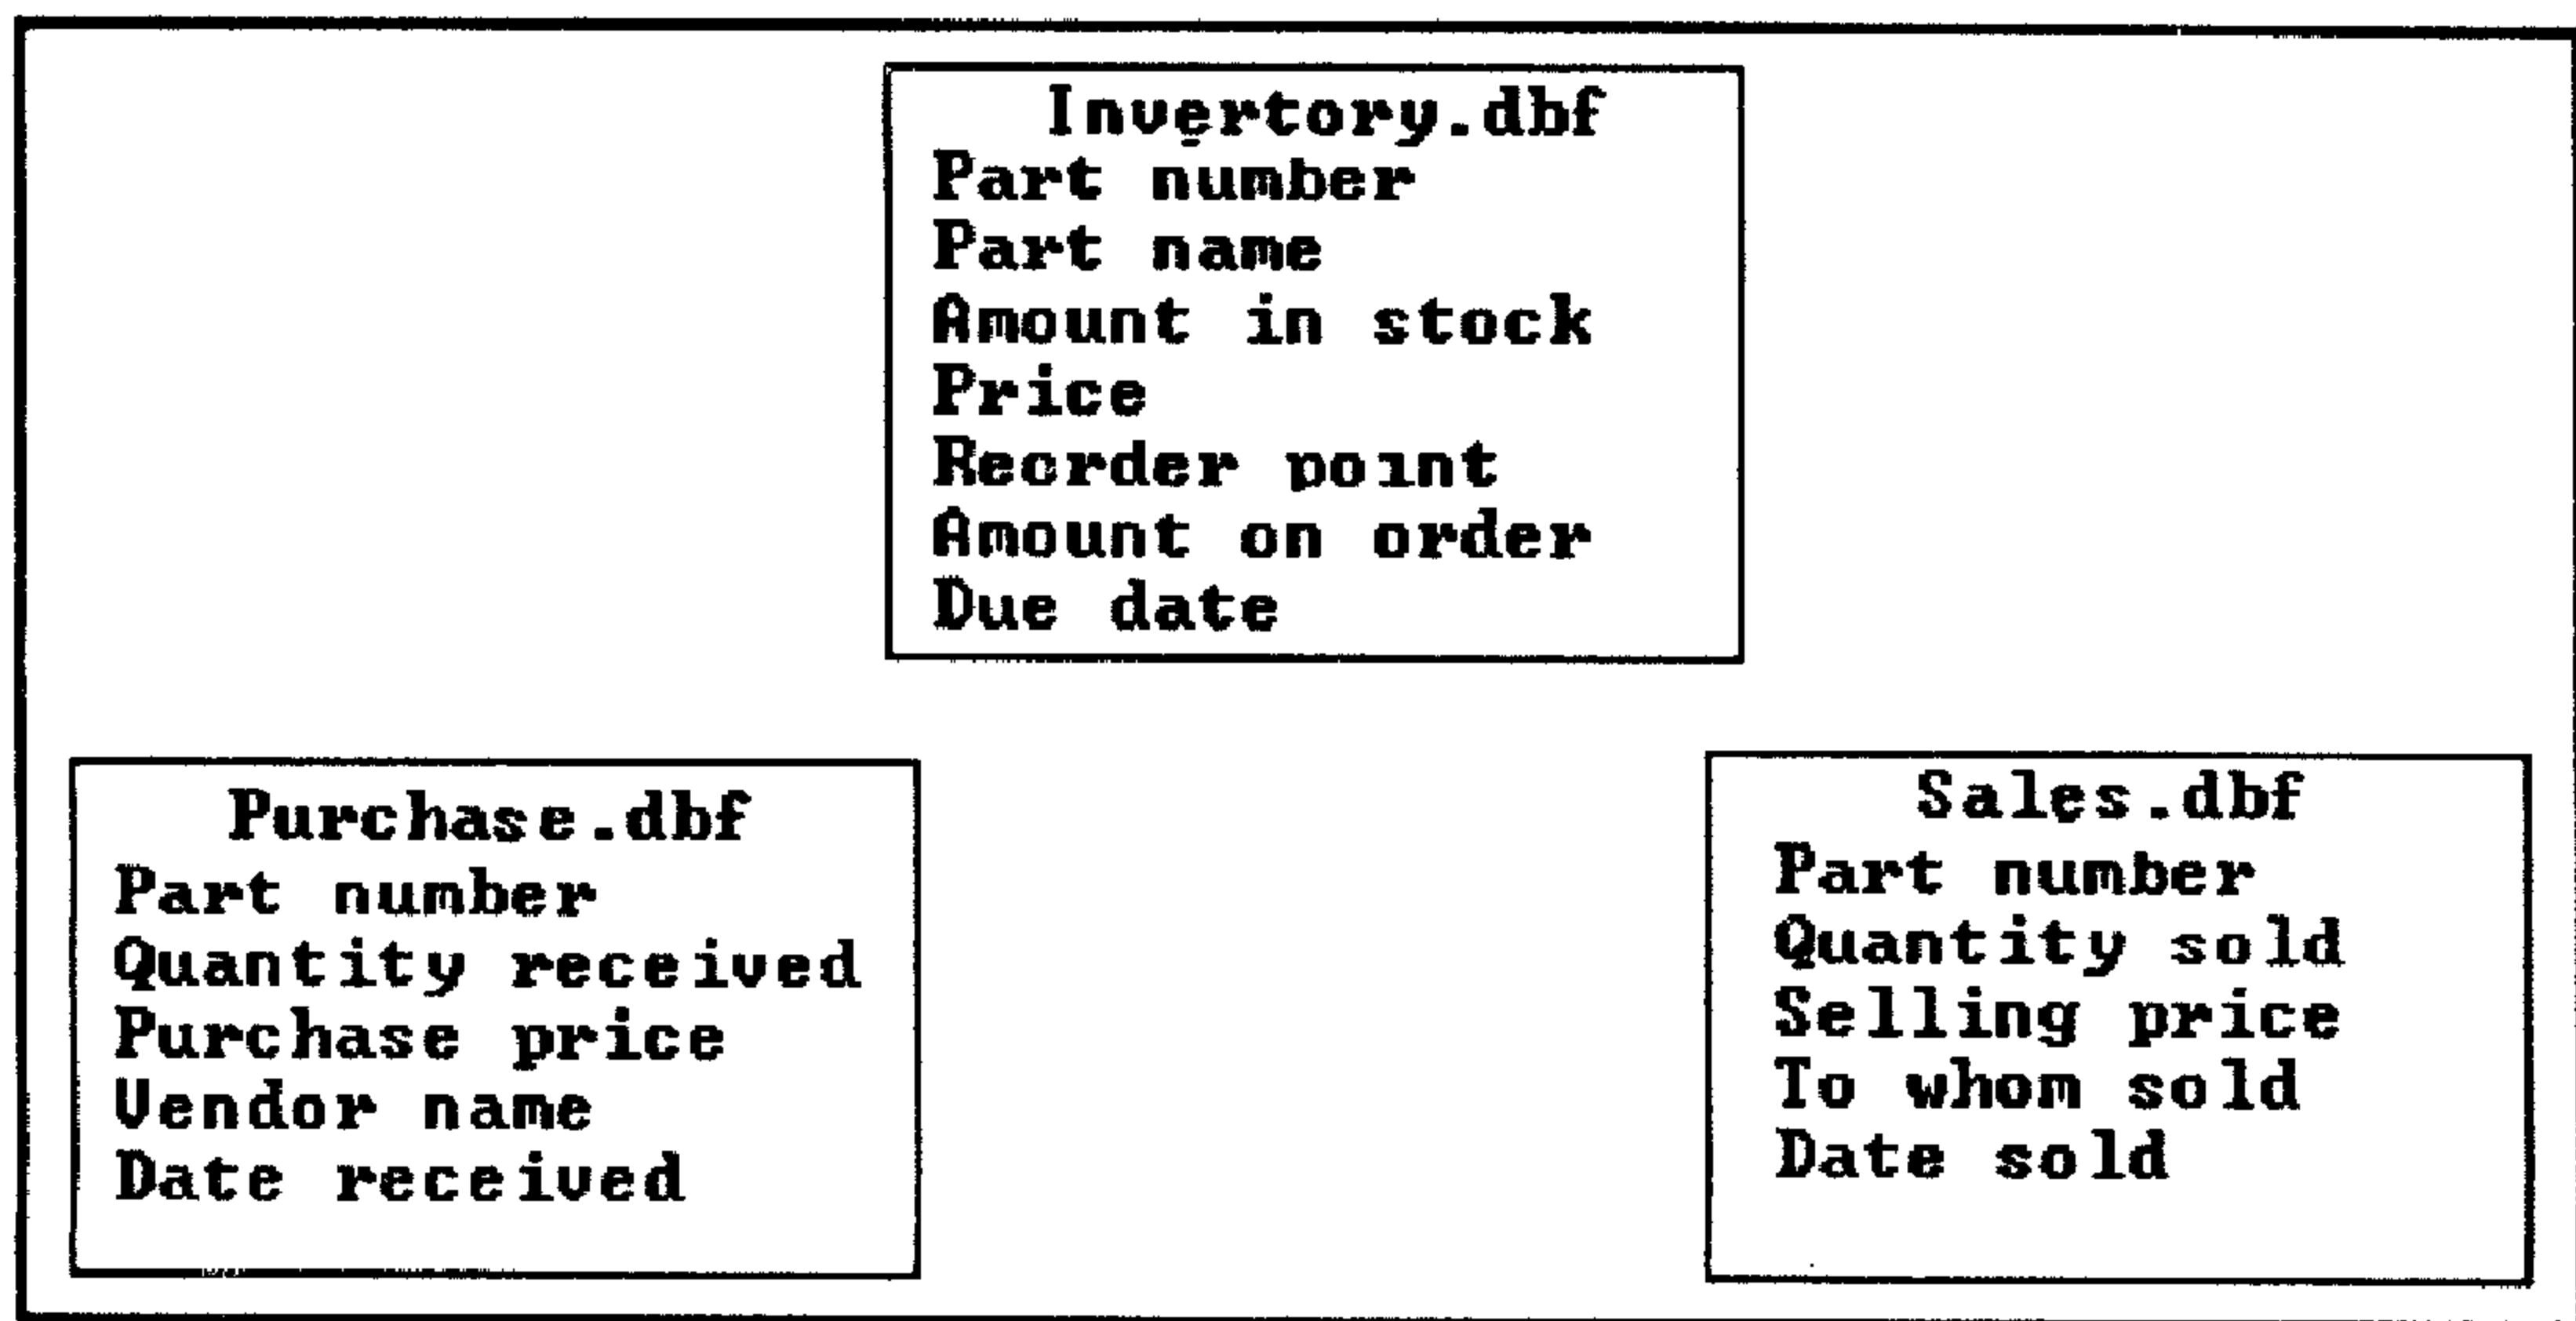 Invertory.dbf
Part number
Part name
Amount in stock
Price
Recrder point
Amount on order
Due date
Purchase.dbf
Part number
Quantity received
Purchase price
Vendor name
Date received
Sales.dbf
Part number
Quantity sold
Selling price
To whom sold
Date sold